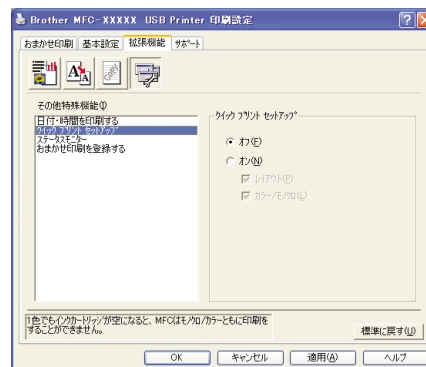 Brother MFC-XXXXX USB Printer 印刷設定
おまかせ印刷 基本設定 拡張機能 サポート
その他特殊機能(I)
日付・時間を印刷する
クイック プリント セットアップ
ステータスモニター
おまかせ印刷を登録する
クイック プリント セットアップ
オフ(F)
オン(N)
レイアウト(P)
カラー/モノクロ(L)
1色でもインクカートリッジが空になると、MFCはモノクロ/カラーともに印刷を
することができません。
標準に戻す(U)
OK キャンセル 適用(A) ヘルプ